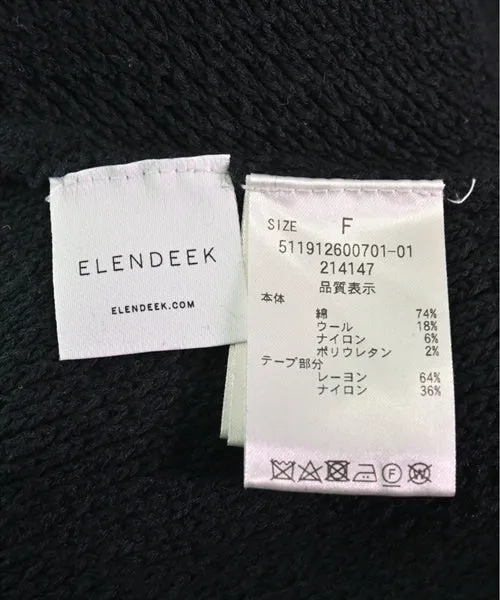 ELENDEEK
ELENDEEK.COM
SIZE F
511912600701-01
214147
品質表示
本体
綿 74%
ウール 18%
ナイロン 6%
ポリウレタン 2%
テープ部分
レーヨン 64%
ナイロン 36%